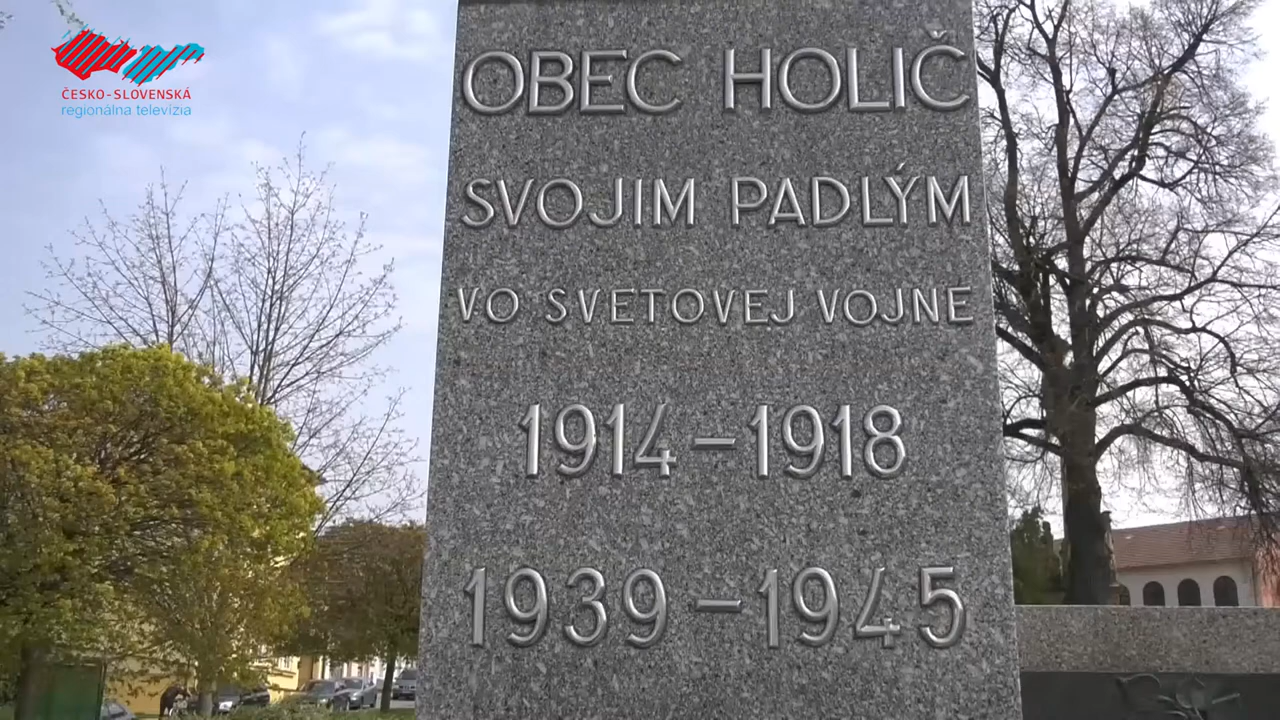 ČESKO-SLOVENSKÁ
regionálna televízia
OBEC HOLIČ
SVOJIM PADLÝM
VO SVETOVEJ VOJNE
1914–1918
1939–1945